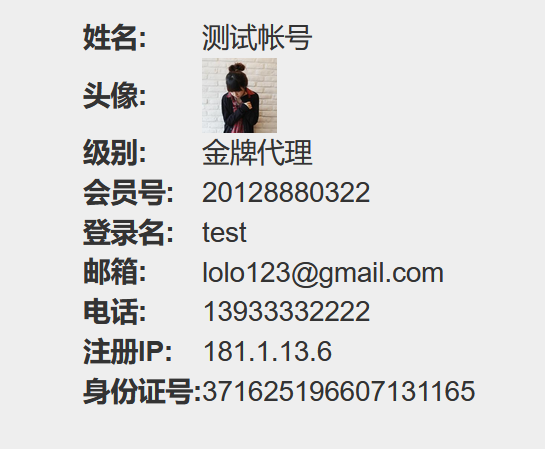 姓名: 测试帐号
头像:
级别: 金牌代理
会员号: 20128880322
登录名: test
邮箱: lolo123@gmail.com
电话: 13933332222
注册IP: 181.1.13.6
身份证号:371625196607131165